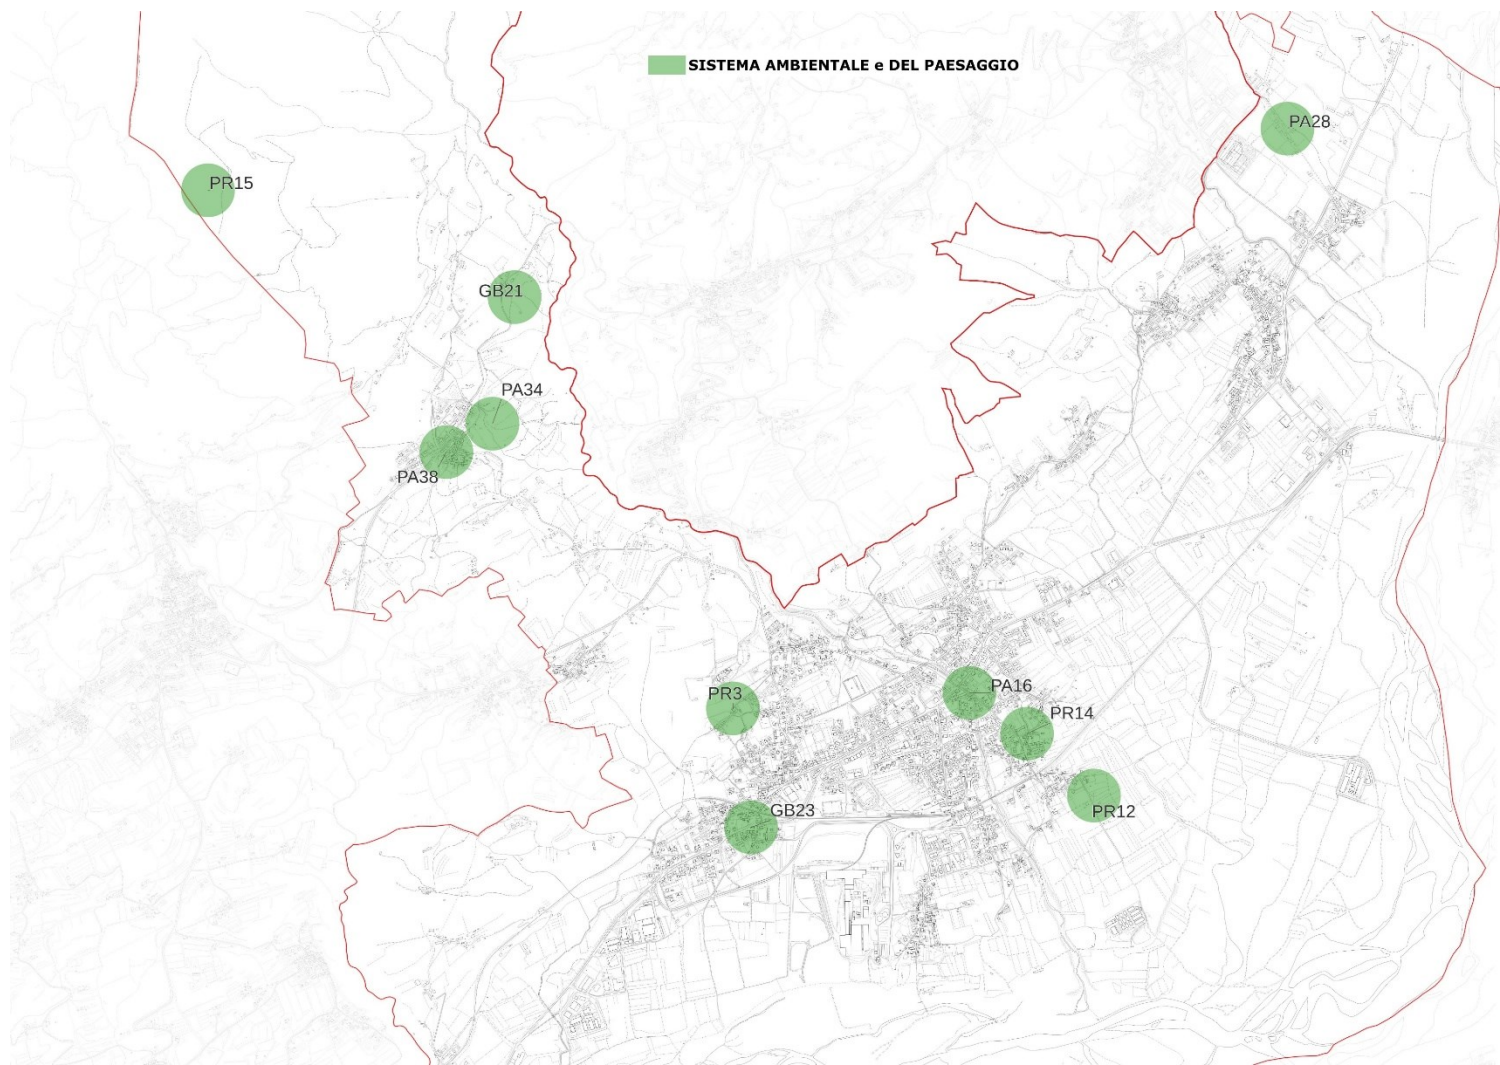 SISTEMA AMBIENTALE e DEL PAESAGGIO
PA28
PR15
GB21
PA34
PA38
PR3
PA16
PR14
GB23
PR12